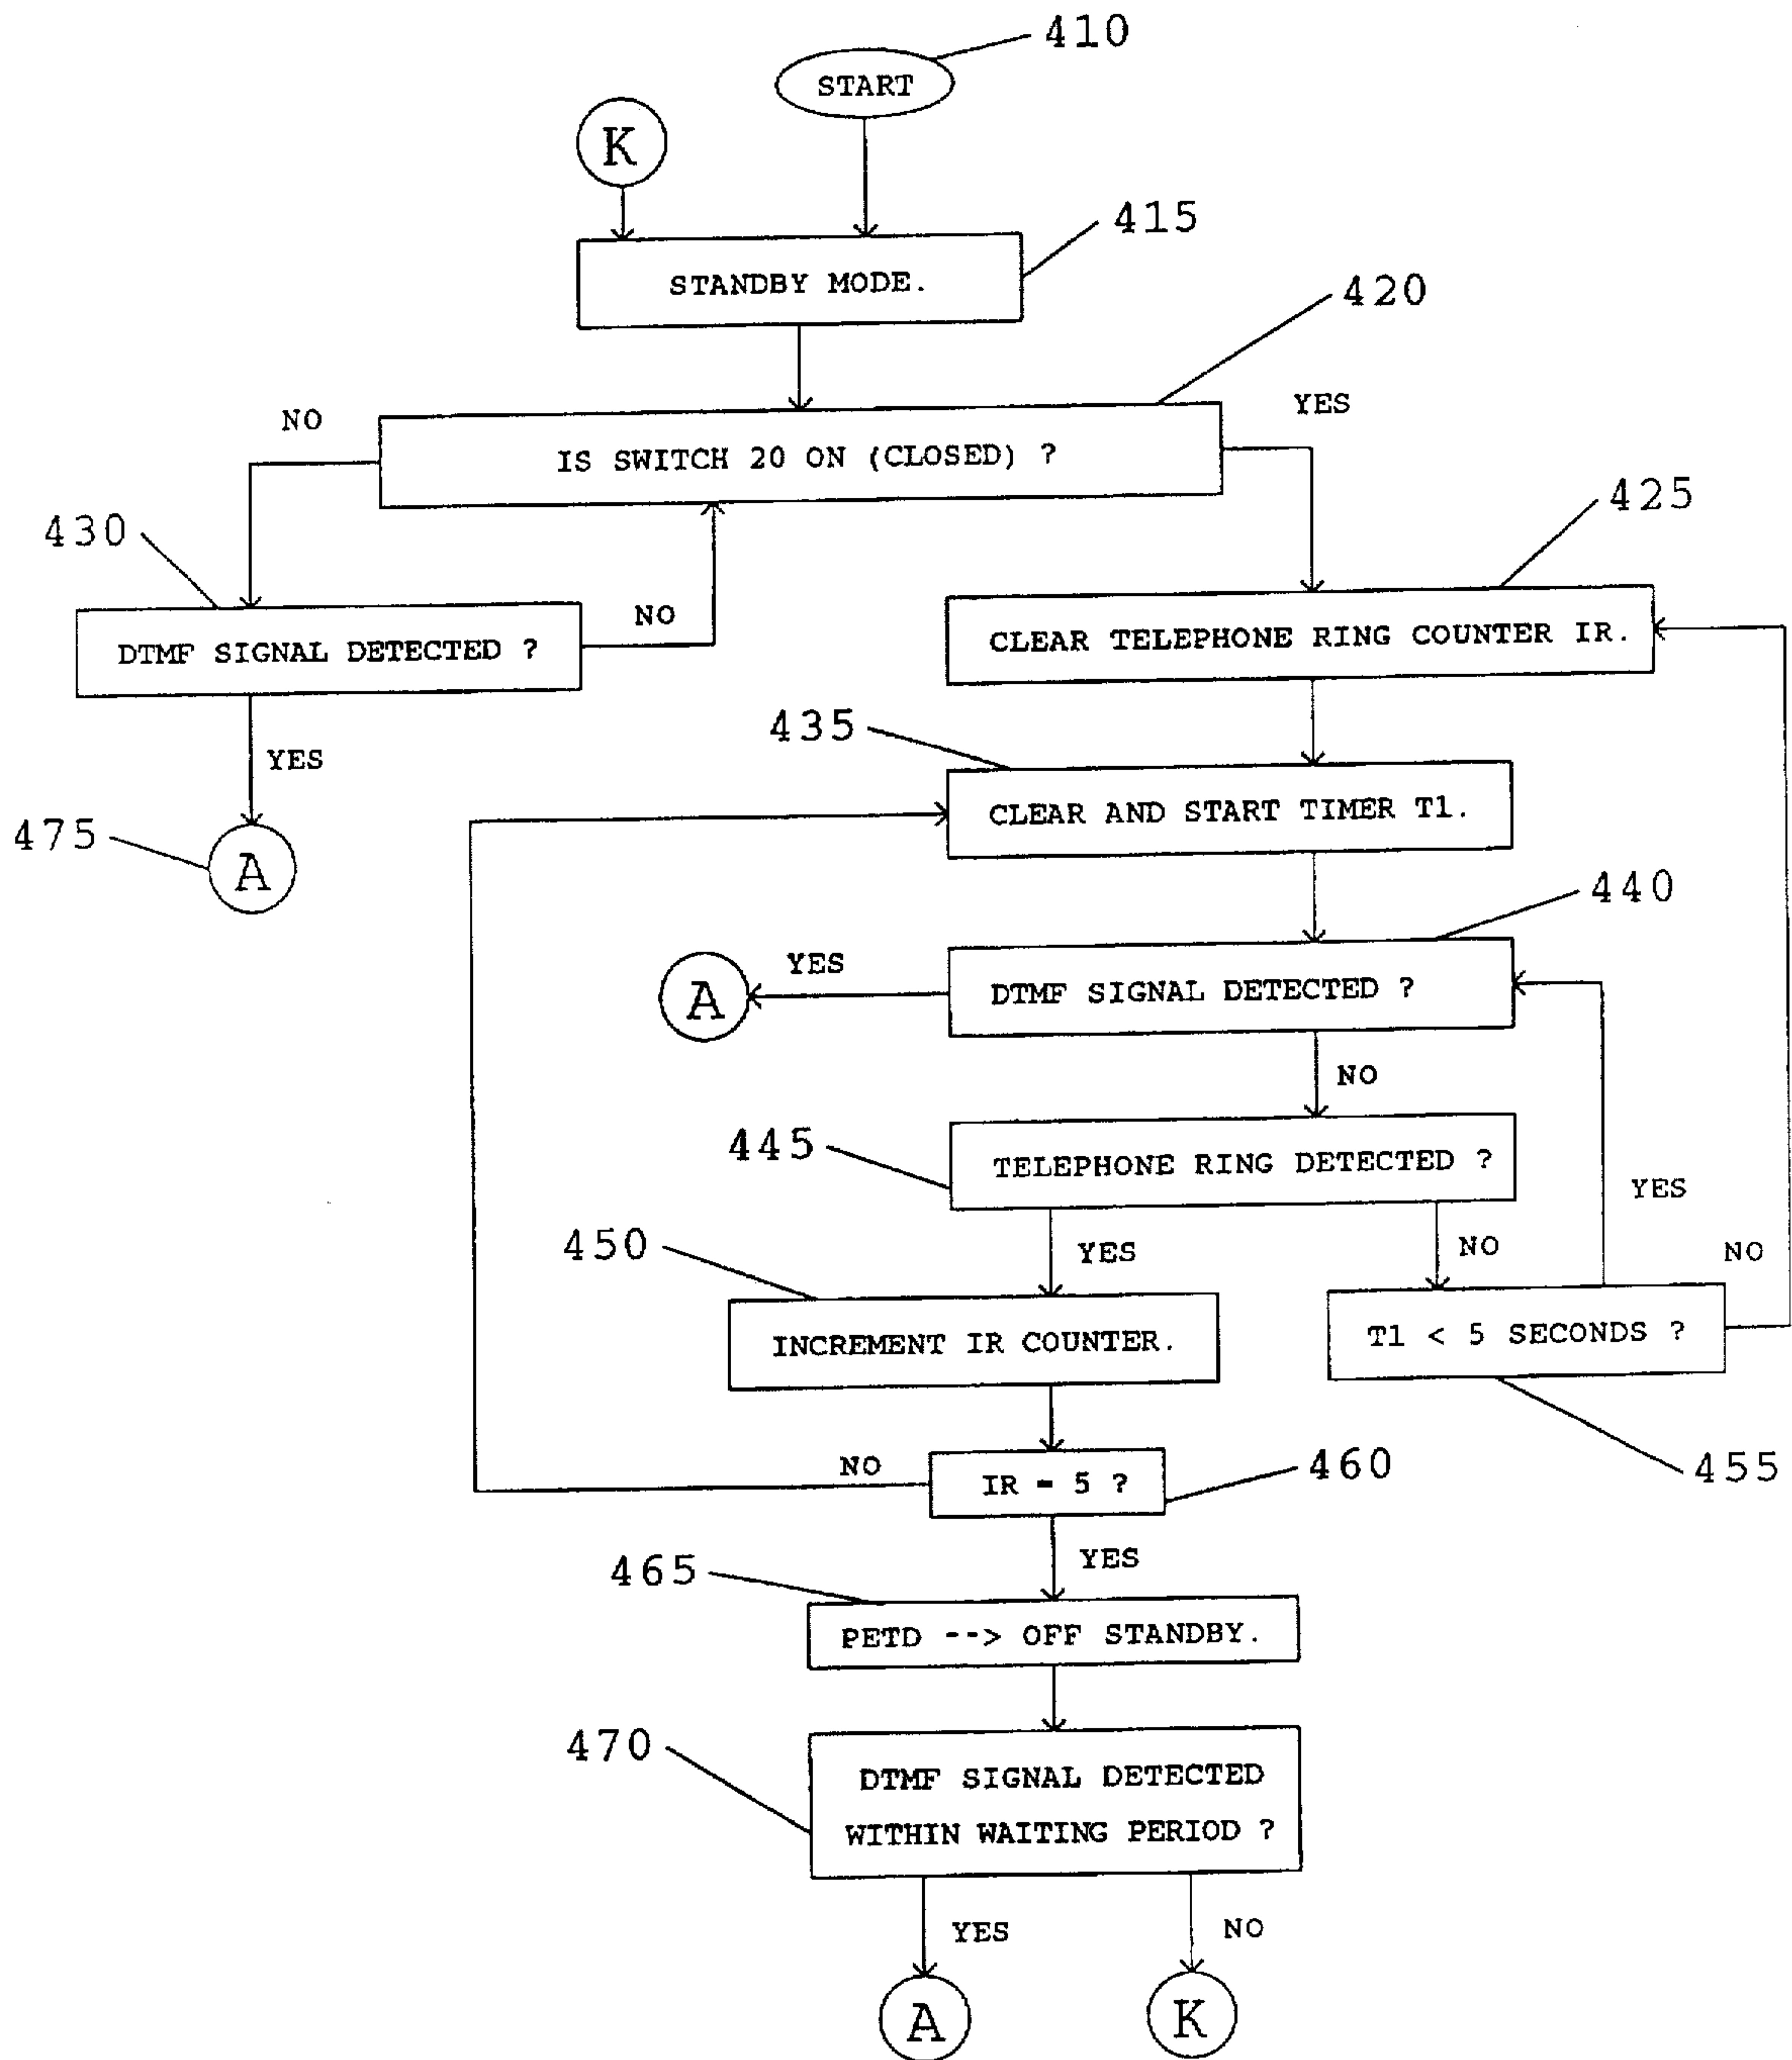 410
START
K
415
STANDBY MODE.
420
NO
YES
IS SWITCH 20 ON (CLOSED) ?
425
430
NO
DTMF SIGNAL DETECTED ?
CLEAR TELEPHONE RING COUNTER IR.
435
YES
CLEAR AND START TIMER T1.
475
A
440
YES
A
DTMF SIGNAL DETECTED ?
NO
445
TELEPHONE RING DETECTED ?
YES
450
YES
NO
NO
INCREMENT IR COUNTER.
T1 < 5 SECONDS ?
NO
IR = 5 ?
460
455
YES
465
PETD --> OFF STANDBY.
470
DTMF SIGNAL DETECTED
WITHIN WAITING PERIOD ?
YES
NO
A
K